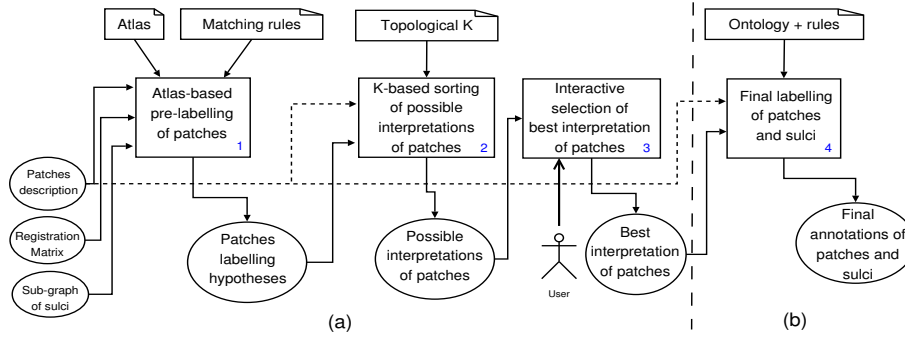 Atlas
Matching rules
Topological K
Ontology + rules
Atlas-based
pre-labelling
of patches
1
K-based sorting
of possible
interpretations
of patches
2
Interactive
selection of
best interpretation
of patches
3
Final labelling
of patches
and sulci
4
Patches
description
Registration
Matrix
Sub-graph
of sulci
Patches
labelling
hypotheses
Possible
interpretations
of patches
User
Best
interpretation
of patches
Final
annotations of
patches and
sulci
(a)
(b)